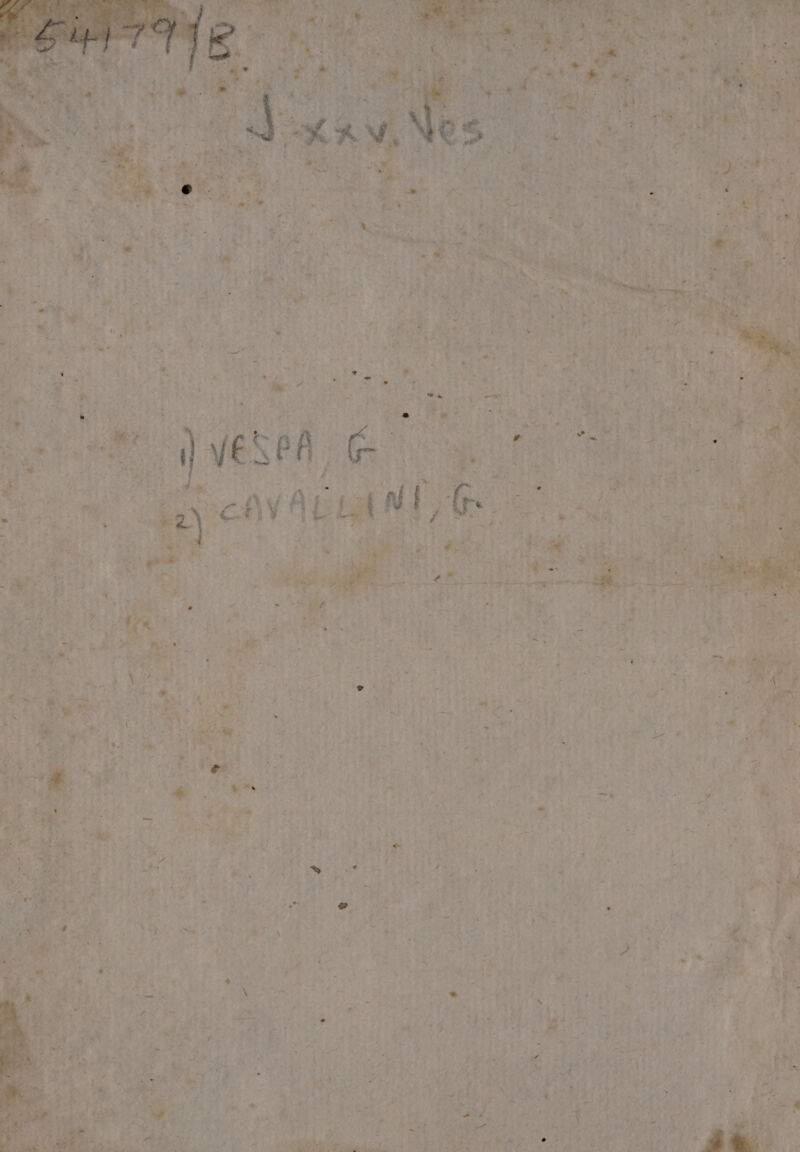 54179/B
J. xxv. Ves
1) VESPA, G
2) CAVALLINI, G.